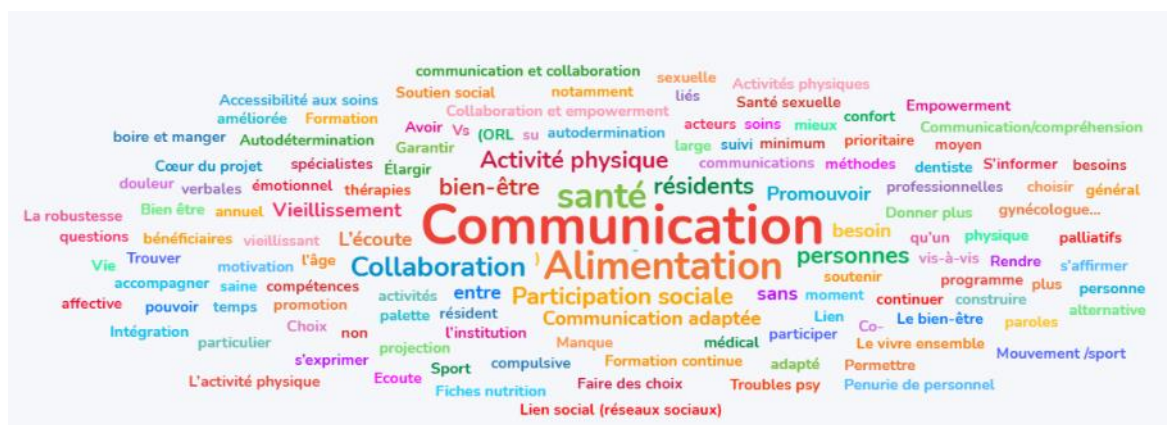 communication et collaboration sexuelle Activités physiques
Accessibilité aux soins Soutien social notamment liés Santé sexuelle Empowerment
améliorée Formation Collaboration et empowerment confort
boire et manger Autodétermination Avoir Vs (ORL su autodermination acteurs soins mieux Communication/compréhension
Garantir large suivi minimum prioritaire moyen
Cœur du projet spécialistes Élargir Activité physique communications méthodes dentiste S'informer besoins
douleur verbales émotionnel thérapies bien-être santé résidents Promouvoir professionnelles choisir général
La robustesse Bien être annuel Vieillissement Communication besoin Donner plus gynécologue...
questions bénéficiaires vieillissant L'écoute qu'un physique palliatifs
Vie Trouver motivation l'âge Collaboration ) Alimentation personnes vis-à-vis Rendre s'affirmer
accompagner saine compétences soutenir programme plus personne
affective pouvoir temps promotion activités entre Participation sociale sans moment continuer construire alternative
palette résident Communication adaptée Lien Co- Le bien-être paroles
Intégration particulier Choix non l'institution Manque médical participer Le vivre ensemble
s'exprimer projection Sport compulsive Formation continue adapté Permettre Mouvement /sport
L'activité physique Ecoute Fiches nutrition Faire des choix Troubles psy Penurie de personnel
Lien social (réseaux sociaux)